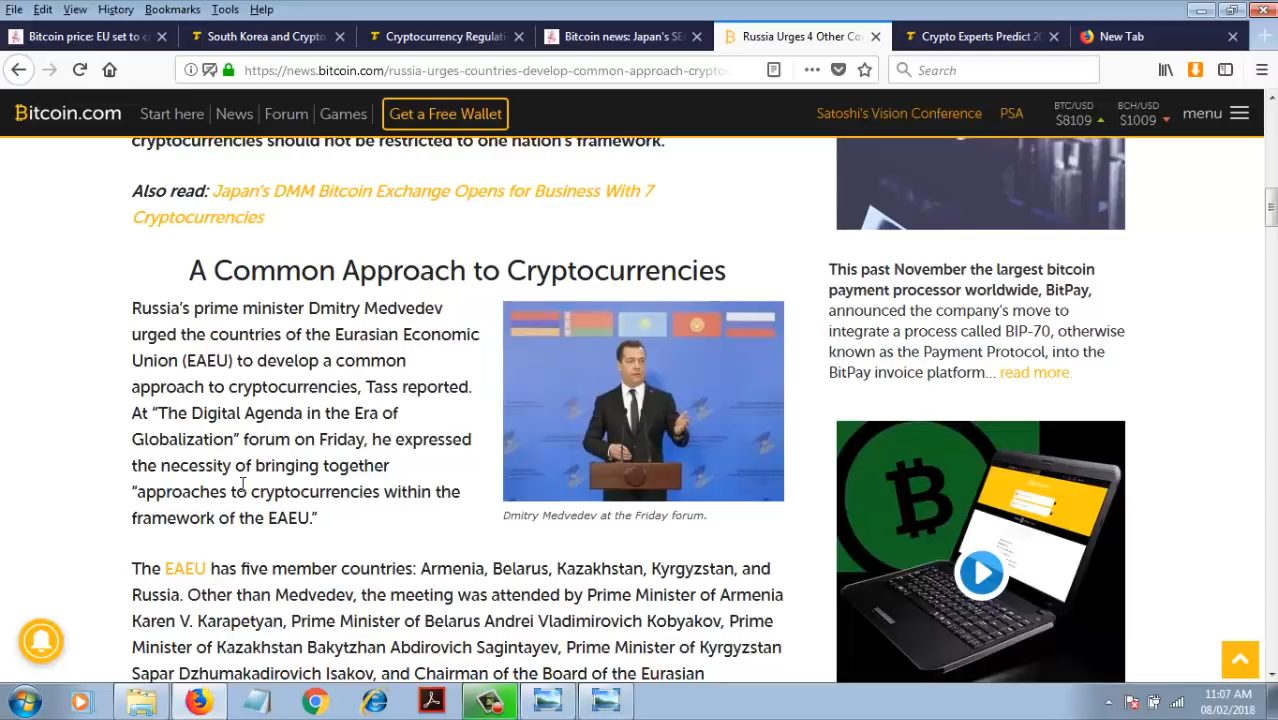 File Edit View History Bookmarks Tools Help
Bitcoin price: EU set to c
South Korea and Crypto
Cryptocurrency Regulati
Bitcoin news: Japan's SE
Russia Urges 4 Other Co
Crypto Experts Predict 20
New Tab
https://news.bitcoin.com/russia-urges-countries-develop-common-approach-crypto
Search
Bitcoin.com
Start here
News
Forum
Games
Get a Free Wallet
Satoshi's Vision Conference
PSA
BTC/USD
$8109
BCH/USD
$1009
menu
cryptocurrencies should not be restricted to one nation's framework.
Also read: Japan's DMM Bitcoin Exchange Opens for Business With 7
Cryptocurrencies
A Common Approach to Cryptocurrencies
Russia's prime minister Dmitry Medvedev
urged the countries of the Eurasian Economic
Union (EAEU) to develop a common
approach to cryptocurrencies, Tass reported.
At “The Digital Agenda in the Era of
Globalization” forum on Friday, he expressed
the necessity of bringing together
“approaches to cryptocurrencies within the
framework of the EAEU.”
Dmitry Medvedev at the Friday forum.
The EAEU has five member countries: Armenia, Belarus, Kazakhstan, Kyrgyzstan, and
Russia. Other than Medvedev, the meeting was attended by Prime Minister of Armenia
Karen V. Karapetyan, Prime Minister of Belarus Andrei Vladimirovich Kobyakov, Prime
Minister of Kazakhstan Bakytzhan Abdirovich Sagintayev, Prime Minister of Kyrgyzstan
Sapar Dzhumakadirovich Isakov, and Chairman of the Board of the Eurasian
This past November the largest bitcoin
payment processor worldwide, BitPay,
announced the company's move to
integrate a process called BIP-70, otherwise
known as the Payment Protocol, into the
BitPay invoice platform... read more.
11:07 AM
08/02/2018